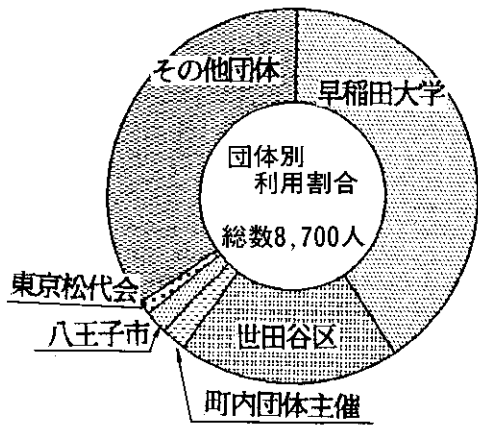 その他団体
早稲田大学
団体別
利用割合
総数8,700人
東京松代会
八王子市
世田谷区
町内団体主催